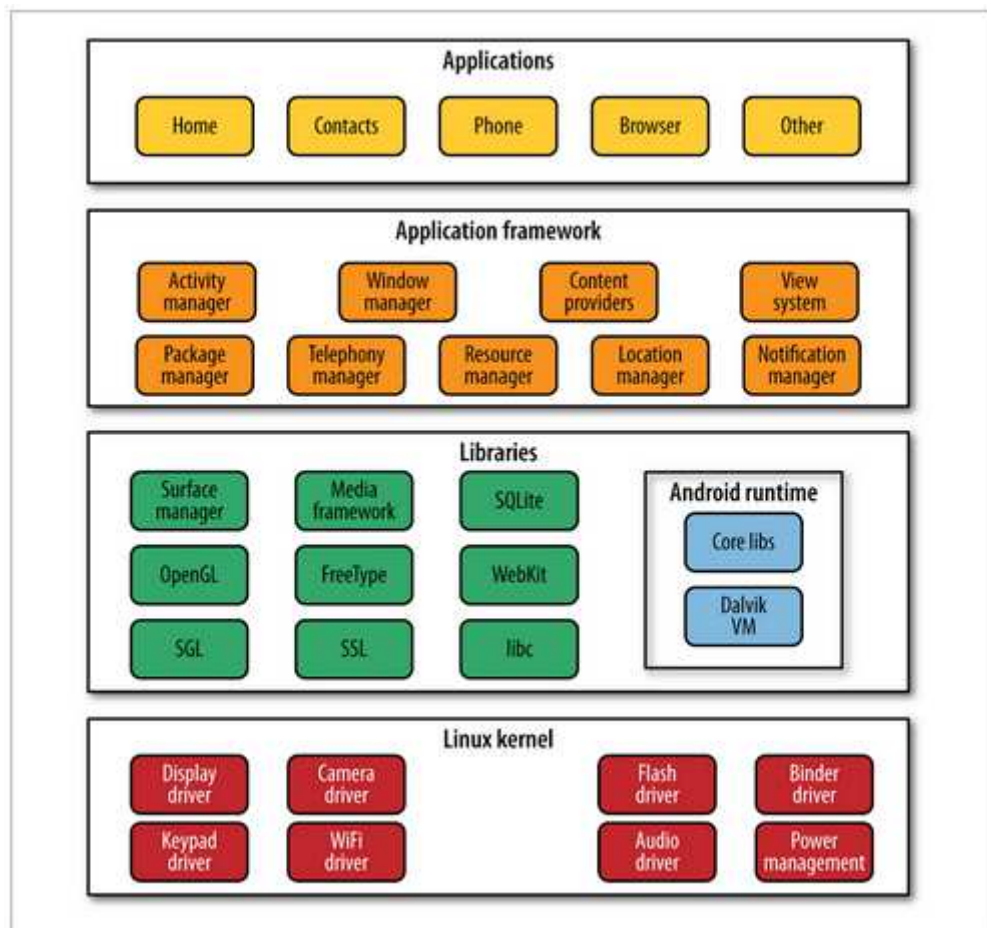 Applications
Home
Contacts
Phone
Browser
Other
Application framework
Activity
manager
Window
manager
Content
providers
View
system
Package
manager
Telephony
manager
Resource
manager
Location
manager
Notification
manager
Libraries
Surface
manager
Media
framework
SQLite
OpenGL
FreeType
WebKit
SGL
SSL
libc
Android runtime
Core libs
Dalvik
VM
Linux kernel
Display
driver
Camera
driver
Flash
driver
Binder
driver
Keypad
driver
WiFi
driver
Audio
driver
Power
management